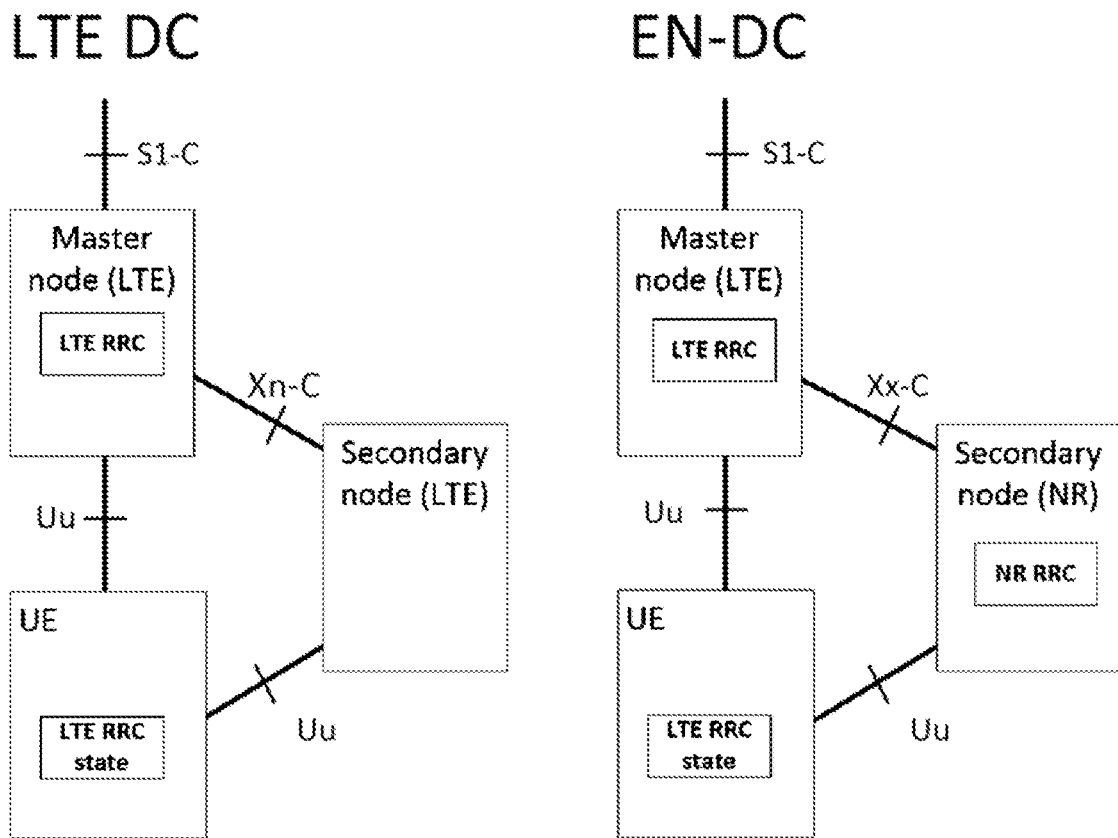 LTE DC
S1-C
Master
node (LTE)
LTE RRC
Xn-C
Secondary
node (LTE)
Uu
UE
LTE RRC
state
Uu
EN-DC
S1-C
Master
node (LTE)
LTE RRC
Xx-C
Secondary
node (NR)
NR RRC
Uu
UE
LTE RRC
state
Uu